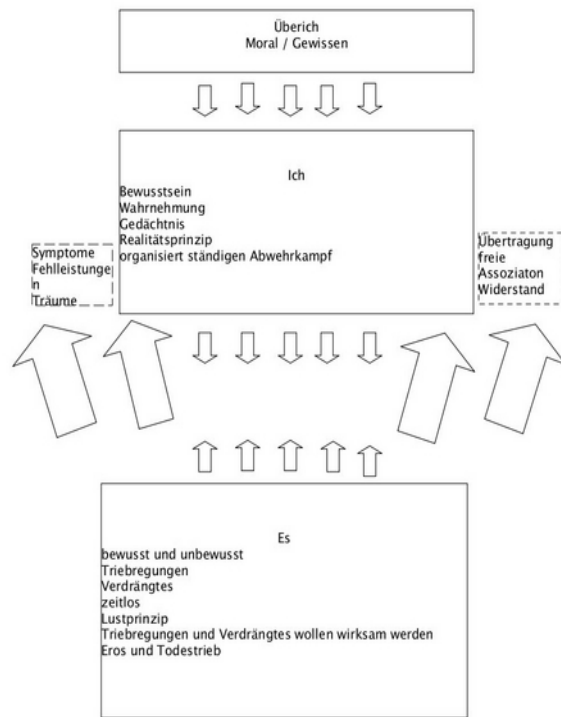 Überich
Moral / Gewissen
Ich
Bewusstsein
Wahrnehmung
Gedächtnis
Realitätsprinzip
organisiert ständigen Abwehrkampf
Symptome
Fehlleistunge
n
Träume
Übertragung
freie
Assoziaton
Widerstand
Es
bewusst und unbewusst
Triebregungen
Verdrängtes
zeitlos
Lustprinzip
Triebregungen und Verdrängtes wollen wirksam werden
Eros und Todestrieb